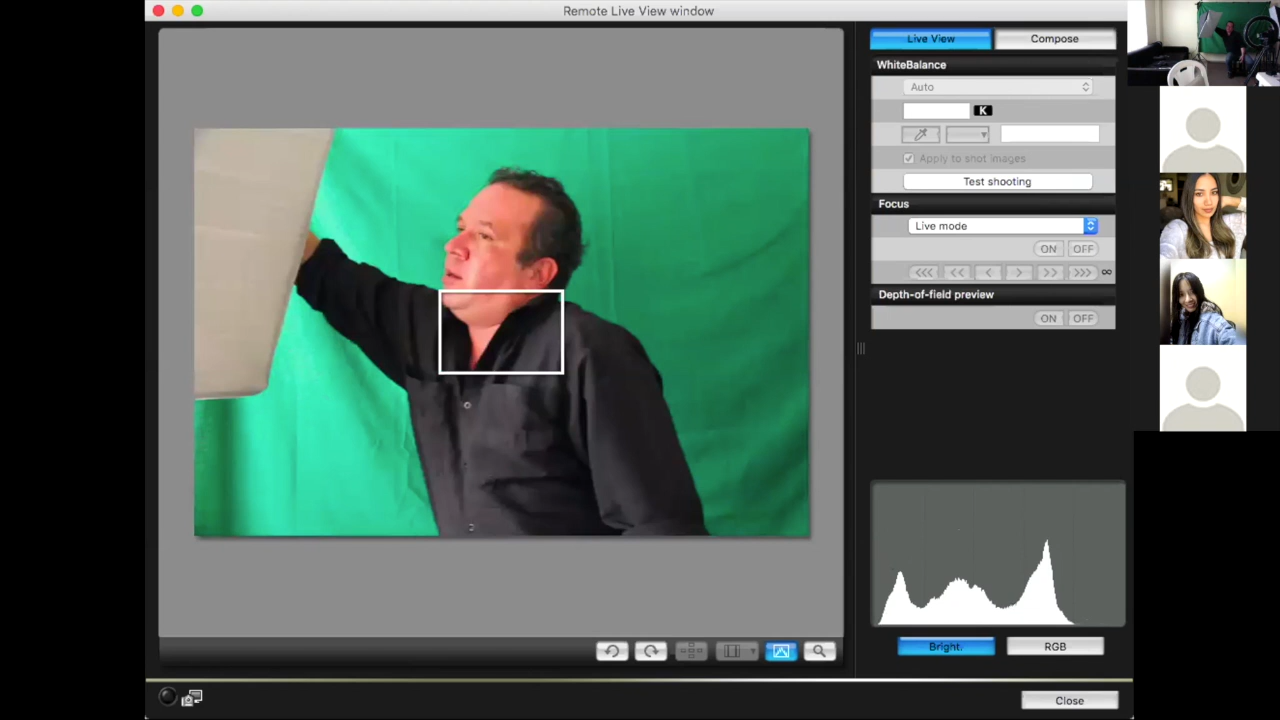 Remote Live View window
Live View
Compose
WhiteBalance
Auto
K
Apply to shot images
Test shooting
Focus
Live mode
ON OFF
<<< << < > >> >>> ∞
Depth-of-field preview
ON OFF
Bright.
RGB
Close